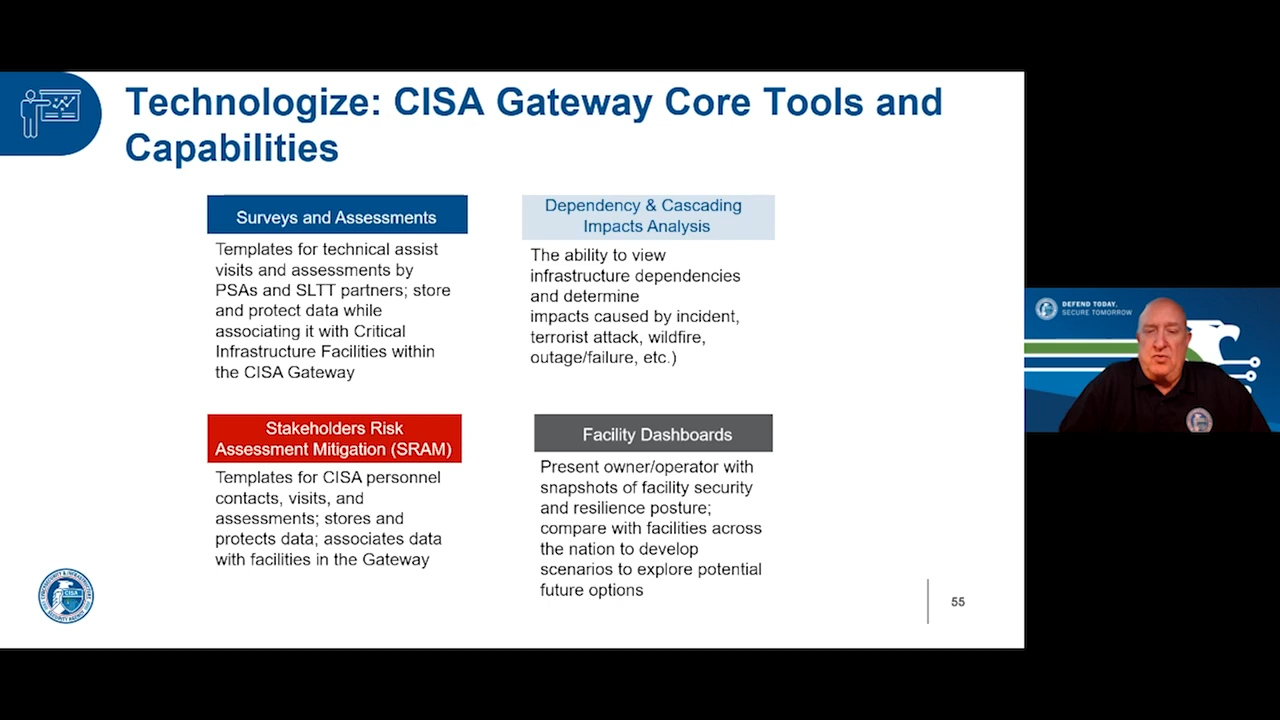 Technologize: CISA Gateway Core Tools and
Capabilities
Surveys and Assessments
Templates for technical assist
visits and assessments by
PSAs and SLTT partners; store
and protect data while
associating it with Critical
Infrastructure Facilities within
the CISA Gateway
Dependency & Cascading
Impacts Analysis
The ability to view
infrastructure dependencies
and determine
impacts caused by incident,
terrorist attack, wildfire,
outage/failure, etc.)
Stakeholders Risk
Assessment Mitigation (SRAM)
Templates for CISA personnel
contacts, visits, and
assessments; stores and
protects data; associates data
with facilities in the Gateway
Facility Dashboards
Present owner/operator with
snapshots of facility security
and resilience posture;
compare with facilities across
the nation to develop
scenarios to explore potential
future options
CYBERSECURITY & INFRASTRUCTURE
CISA
SECURITY AGENCY
55
DEFEND TODAY,
SECURE TOMORROW